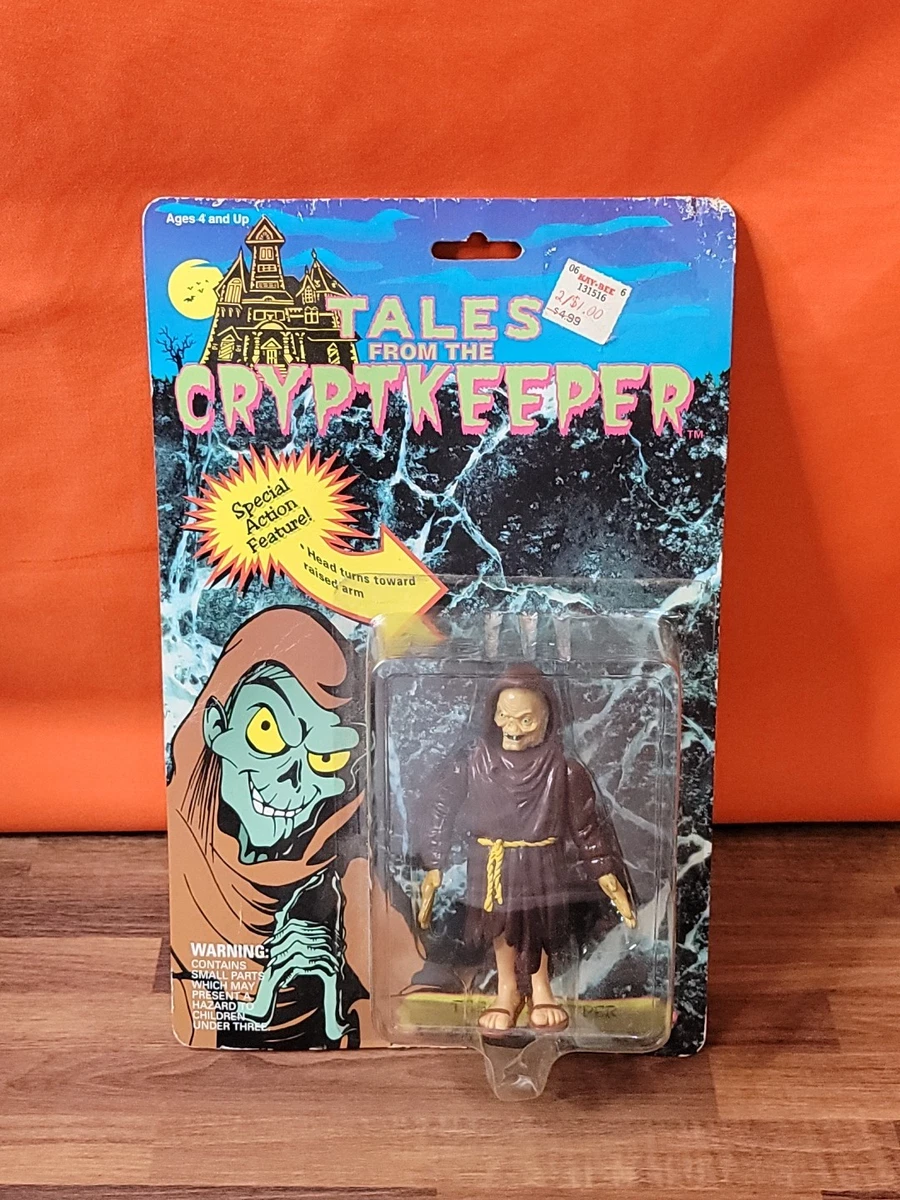 Ages 4 and Up
06 KAY-BEE 6
131516
2/$1.00
$4.99
TALES
FROM THE
CRYPTKEEPER
TM
Special
Action
Feature!
• Head turns toward
raised arm
WARNING:
CONTAINS
SMALL PARTS
WHICH MAY
PRESENT A
HAZARD TO
CHILDREN
UNDER THREE.